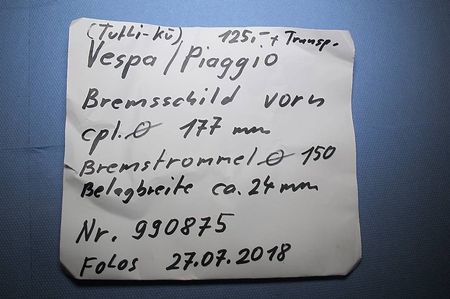 (Tutti-Kü) 125,- + Transp.
Vespa / Piaggio
Bremsschild vorn
cpl. Ø 177 mm
Bremstrommel Ø 150
Belagbreite ca. 24 mm
Nr. 990875
Fotos 27.07.2018